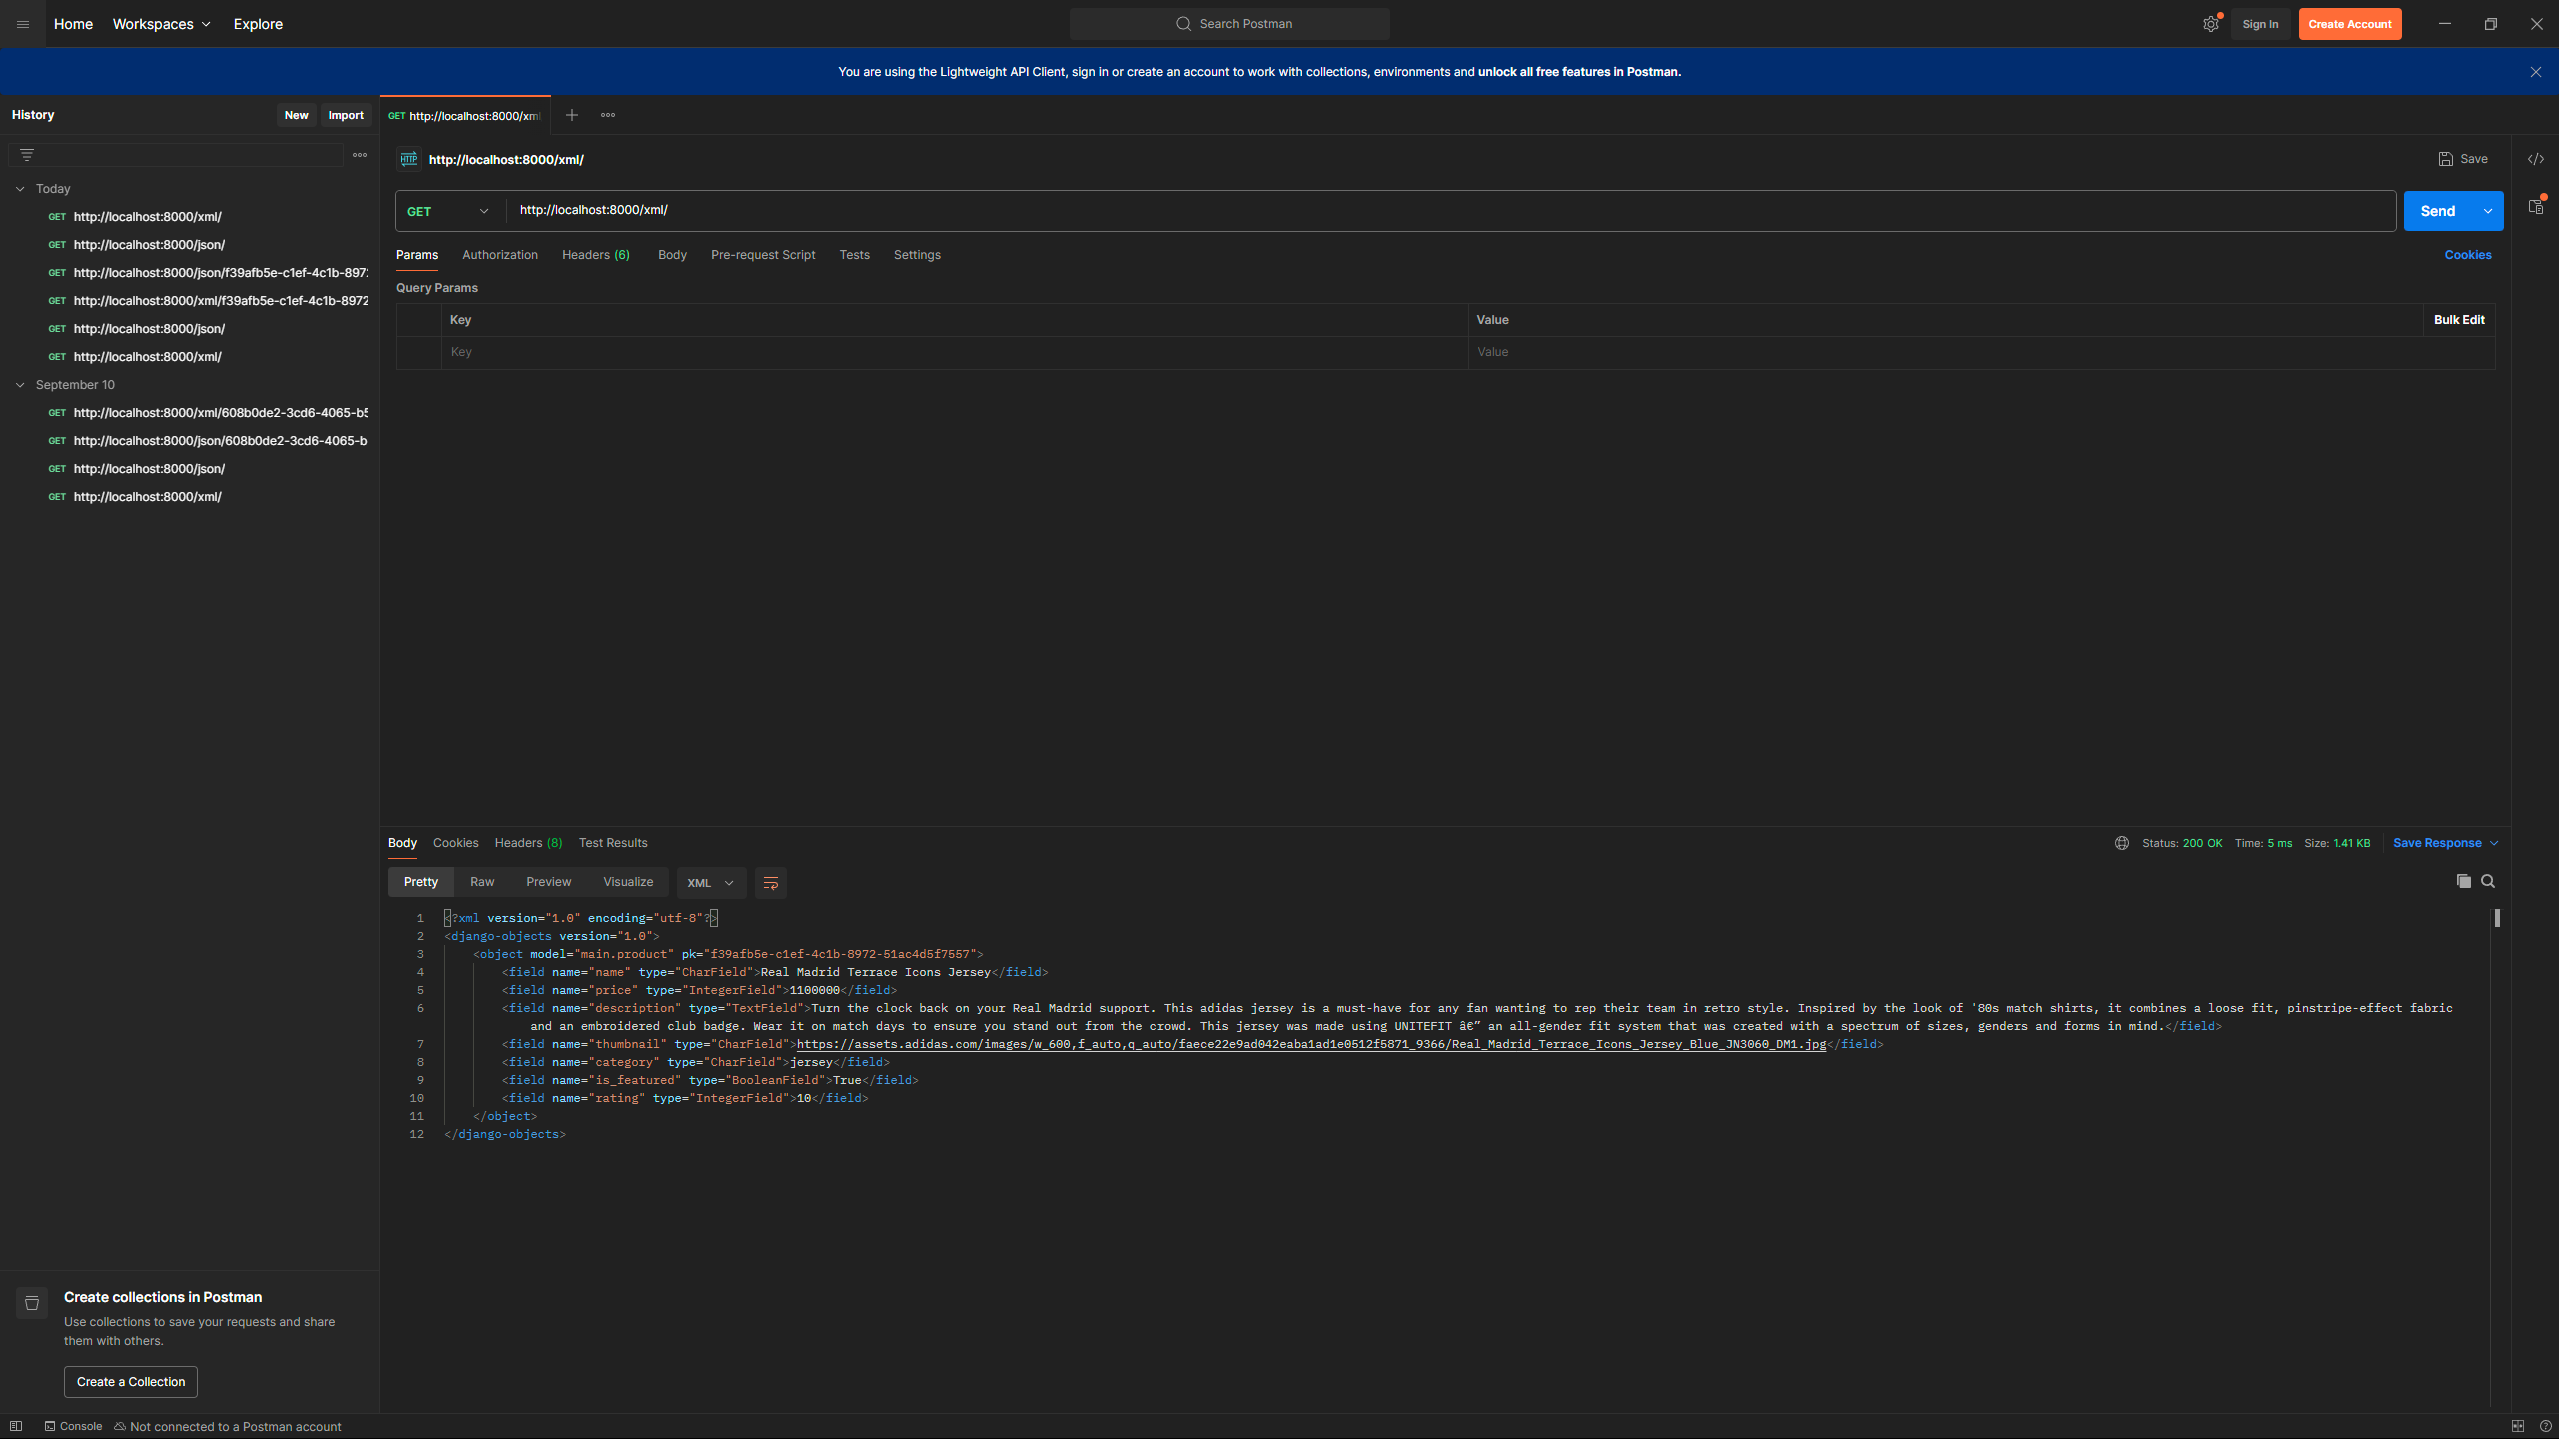 Home Workspaces Explore
Search Postman
Sign In Create Account
You are using the Lightweight API Client, sign in or create an account to work with collections, environments and unlock all free features in Postman.
History
New Import
Today
GET http://localhost:8000/xml/
GET http://localhost:8000/json/
GET http://localhost:8000/json/f39afb5e-c1ef-4c1b-897
GET http://localhost:8000/xml/f39afb5e-c1ef-4c1b-8972
GET http://localhost:8000/json/
GET http://localhost:8000/xml/
September 10
GET http://localhost:8000/xml/608b0de2-3cd6-4065-b5
GET http://localhost:8000/json/608b0de2-3cd6-4065-b
GET http://localhost:8000/json/
GET http://localhost:8000/xml/
Create collections in Postman
Use collections to save your requests and share
them with others.
Create a Collection
GET http://localhost:8000/xml
HTTP http://localhost:8000/xml/
Save
GET http://localhost:8000/xml/
Send
Params Authorization Headers (6) Body Pre-request Script Tests Settings
Cookies
Query Params
Key Value Bulk Edit
Key Value
Body Cookies Headers (8) Test Results
Status: 200 OK Time: 5 ms Size: 1.41 KB Save Response
Pretty Raw Preview Visualize XML
1 <?xml version="1.0" encoding="utf-8"?>
2 <django-objects version="1.0">
3 <object model="main.product" pk="f39afb5e-c1ef-4c1b-8972-51ac4d5f7557">
4 <field name="name" type="CharField">Real Madrid Terrace Icons Jersey</field>
5 <field name="price" type="IntegerField">1100000</field>
6 <field name="description" type="TextField">Turn the clock back on your Real Madrid support. This adidas jersey is a must-have for any fan wanting to rep their team in retro style. Inspired by the look of '80s match shirts, it combines a loose fit, pinstripe-effect fabric
and an embroidered club badge. Wear it on match days to ensure you stand out from the crowd. This jersey was made using UNITEFIT â€” an all-gender fit system that was created with a spectrum of sizes, genders and forms in mind.</field>
7 <field name="thumbnail" type="CharField">https://assets.adidas.com/images/w_600,f_auto,q_auto/faece22e9ad042eaba1ad1e0512f5871_9366/Real_Madrid_Terrace_Icons_Jersey_Blue_JN3060_DM1.jpg</field>
8 <field name="category" type="CharField">jersey</field>
9 <field name="is_featured" type="BooleanField">True</field>
10 <field name="rating" type="IntegerField">10</field>
11 </object>
12 </django-objects>
Console Not connected to a Postman account